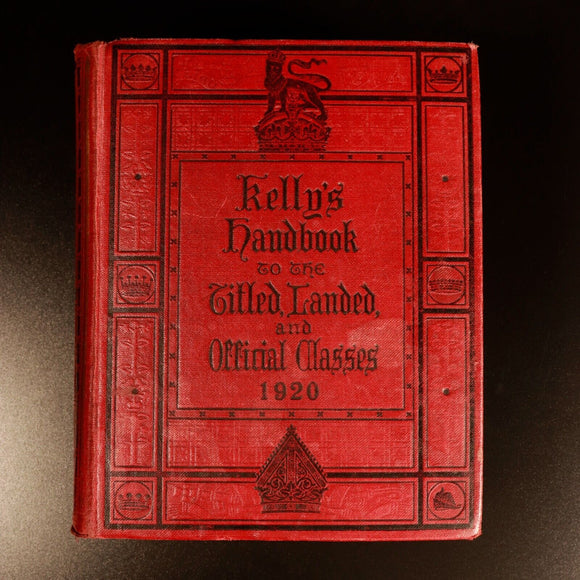 Kelly's
Handbook
to the
Titled, Landed,
and
Official Classes
1920